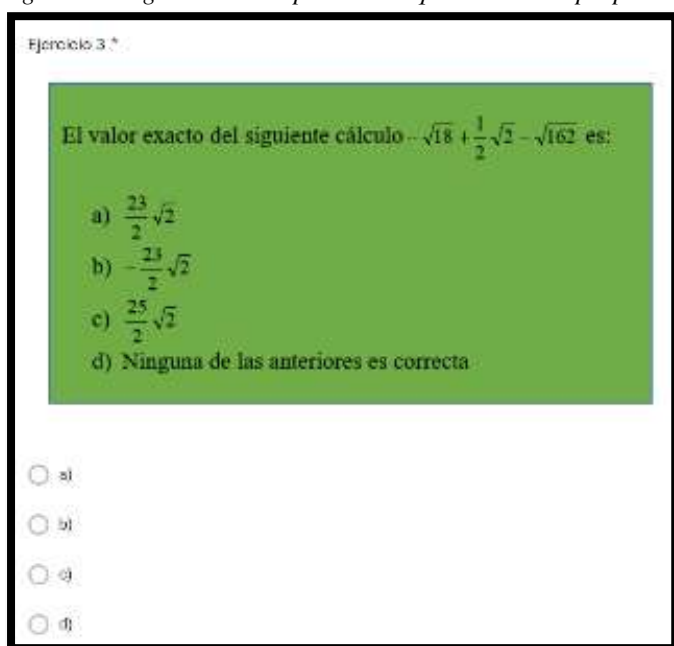 Ejercicio 3 *
El valor exacto del siguiente cálculo -√18 + 1/2 √2 - √162 es:
a) 23/2 √2
b) - 23/2 √2
c) 25/2 √2
d) Ninguna de las anteriores es correcta
a)
b)
c)
d)